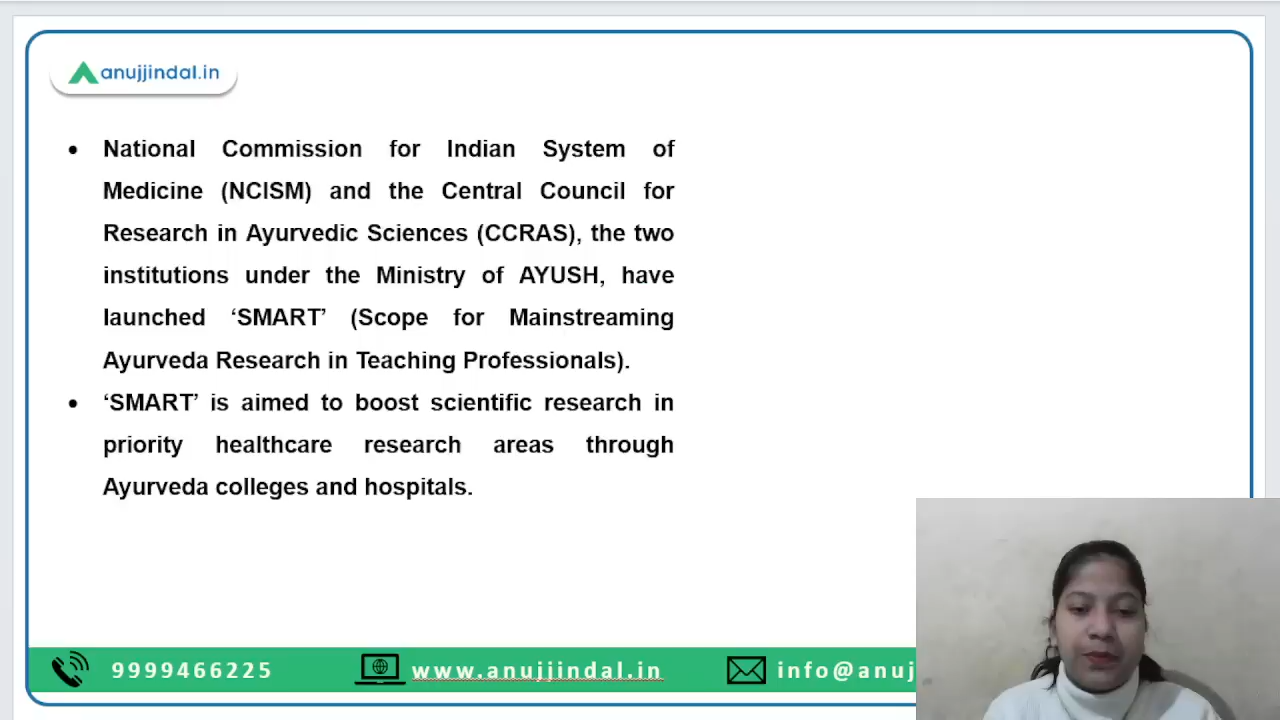 anujjindal.in
• National Commission for Indian System of
Medicine (NCISM) and the Central Council for
Research in Ayurvedic Sciences (CCRAS), the two
institutions under the Ministry of AYUSH, have
launched ‘SMART’ (Scope for Mainstreaming
Ayurveda Research in Teaching Professionals).
• ‘SMART’ is aimed to boost scientific research in
priority healthcare research areas through
Ayurveda colleges and hospitals.
9999466225 www.anujjindal.in info@anuj